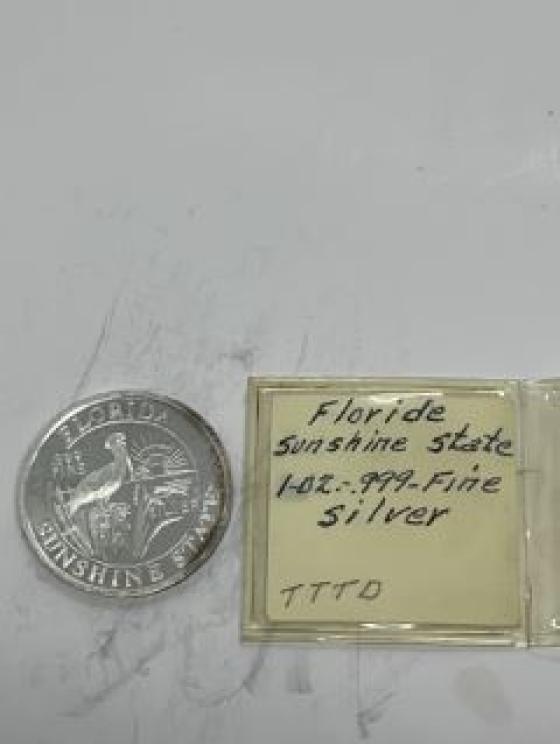 FLORIDA
SUNSHINE STATE
Floride
sunshine state
1-OZ.-.999-Fine
silver
TTTD